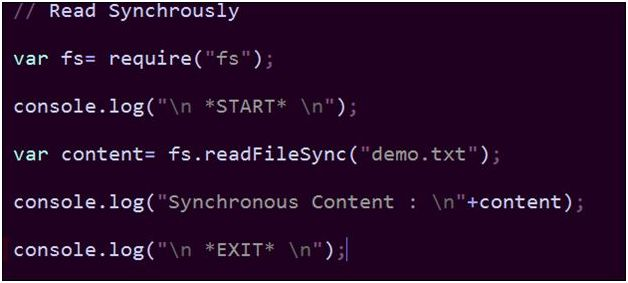 // Read Synchrously
var fs= require("fs");
console.log("\n *START* \n");
var content= fs.readFileSync("demo.txt");
console.log("Synchronous Content : \n"+content);
console.log("\n *EXIT* \n");